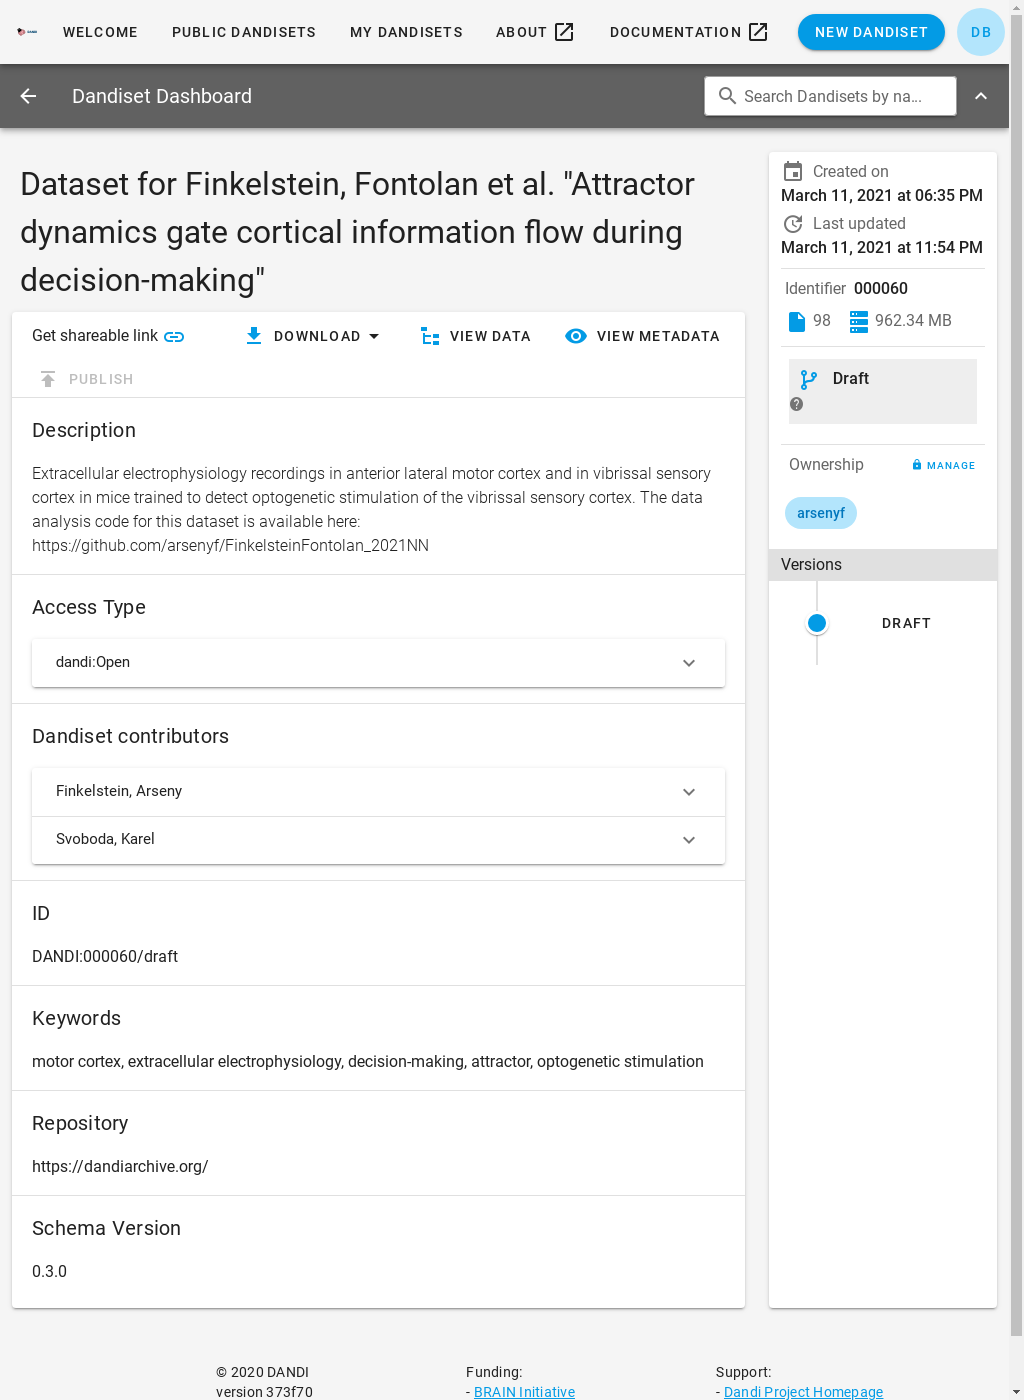 WELCOME PUBLIC DANDISETS MY DANDISETS ABOUT DOCUMENTATION NEW DANDISET DB
Dandiset Dashboard Search Dandisets by na...
Dataset for Finkelstein, Fontolan et al. "Attractor
dynamics gate cortical information flow during
decision-making"
Get shareable link DOWNLOAD VIEW DATA VIEW METADATA
PUBLISH
Description
Extracellular electrophysiology recordings in anterior lateral motor cortex and in vibrissal sensory
cortex in mice trained to detect optogenetic stimulation of the vibrissal sensory cortex. The data
analysis code for this dataset is available here:
https://github.com/arsenyf/FinkelsteinFontolan_2021NN
Access Type
dandi:Open
Dandiset contributors
Finkelstein, Arseny
Svoboda, Karel
ID
DANDI:000060/draft
Keywords
motor cortex, extracellular electrophysiology, decision-making, attractor, optogenetic stimulation
Repository
https://dandiarchive.org/
Schema Version
0.3.0
Created on
March 11, 2021 at 06:35 PM
Last updated
March 11, 2021 at 11:54 PM
Identifier 000060
98 962.34 MB
Draft
Ownership MANAGE
arsenyf
Versions
DRAFT
© 2020 DANDI
version 373f70
Funding:
- BRAIN Initiative
Support:
- Dandi Project Homepage